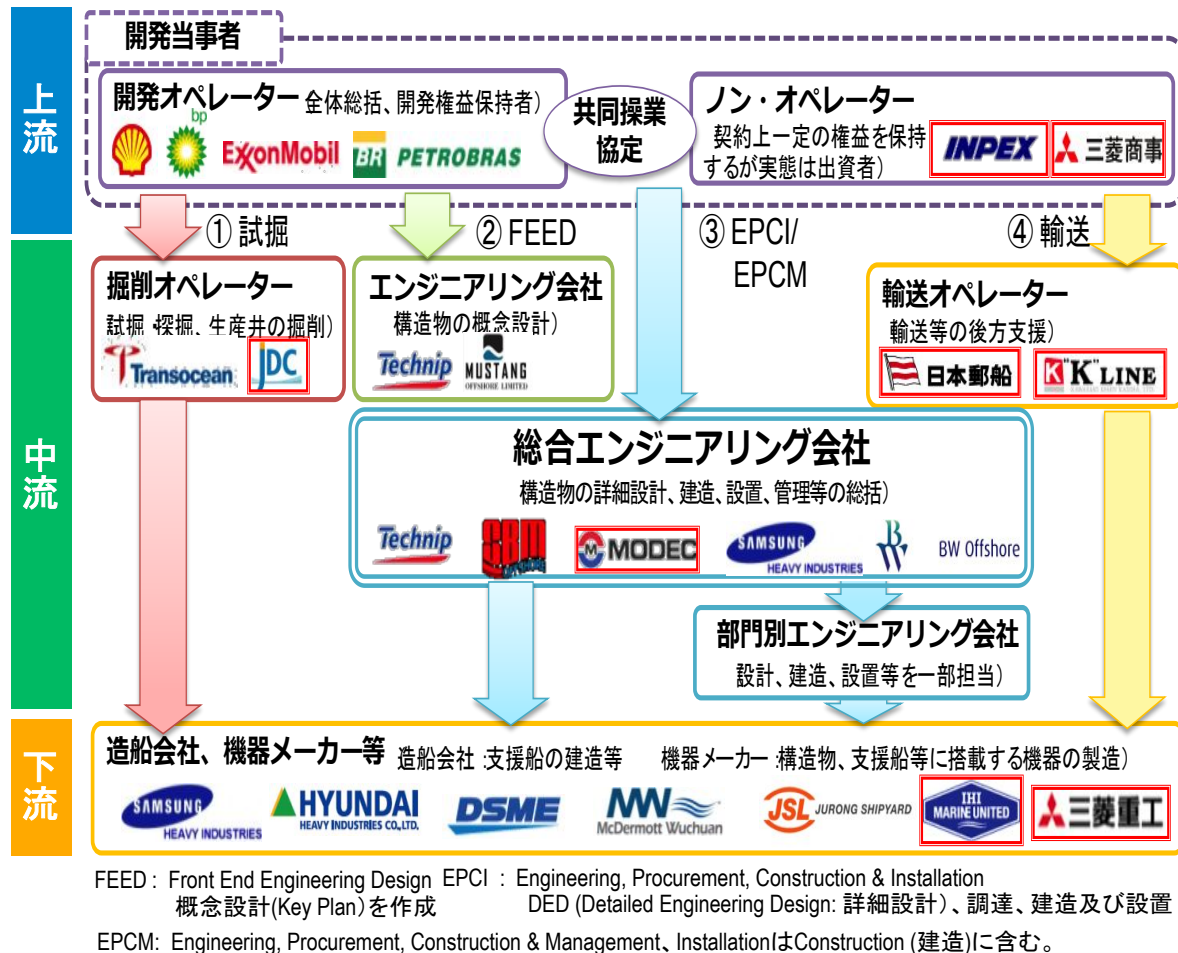 上流
開発当事者
開発オペレーター 全体総括、開発権益保持者）
bp
ExxonMobil
BR PETROBRAS
共同操業
協定
ノン・オペレーター
契約上一定の権益を保持
するが実態は出資者）
INPEX
三菱商事
① 試掘
② FEED
③ EPCI/
EPCM
④ 輸送
中流
掘削オペレーター
試掘・探掘、生産井の掘削）
Transocean
JDC
エンジニアリング会社
構造物の概念設計）
Technip
MUSTANG
OFFSHORE LIMITED
輸送オペレーター
輸送等の後方支援）
日本郵船
K "K" LINE
総合エンジニアリング会社
構造物の詳細設計、建造、設置、管理等の総括）
Technip
SBM
OFFSHORE
MODEC
SAMSUNG
HEAVY INDUSTRIES
BW
BW Offshore
部門別エンジニアリング会社
設計、建造、設置等を一部担当）
下流
造船会社、機器メーカー等 造船会社：支援船の建造等 機器メーカー：構造物、支援船等に搭載する機器の製造）
SAMSUNG
HEAVY INDUSTRIES
HYUNDAI
HEAVY INDUSTRIES CO.,LTD.
DSME
McDermott Wuchuan
JSL JURONG SHIPYARD
IHI
MARINE UNITED
三菱重工
FEED : Front End Engineering Design EPCI : Engineering, Procurement, Construction & Installation
概念設計(Key Plan）を作成 DED (Detailed Engineering Design: 詳細設計）、調達、建造及び設置
EPCM: Engineering, Procurement, Construction & Management、InstallationはConstruction (建造)に含む。